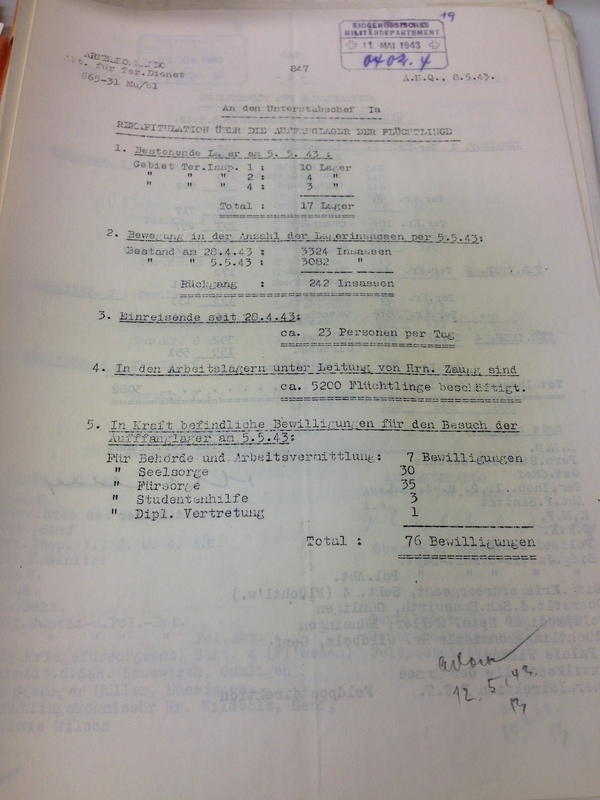 19
EIDGENÖSSISCHES
MILITÄRDEPARTEMENT
11. MAI 1943
0402.4
ARMEEKOMMANDO
Abt. für Ter.Dienst
865-31 Mu/bl
847
A.H.Q., 8.5.43.
An den Unterstabschef Ia
REKAPITULATION ÜBER DIE AUFFANGLAGER DER FLÜCHTLINGE
1. Bestehende Lager am 5. 5. 43 :
Gebiet Ter.Insp. 1 : 10 Lager
" " " 2 : 4 "
" " " 4 : 3 "
Total : 17 Lager
2. Bewegung in der Anzahl der Lagerinsassen per 5.5.43:
Bestand am 28.4.43 : 3324 Insassen
" " 5.5.43 : 3082 "
Rückgang : 242 Insassen
3. Einreisende seit 28.4.43:
ca. 23 Personen per Tag
4. In den Arbeitslagern unter Leitung von Hrn. Zaugg sind
ca. 5200 Flüchtlinge beschäftigt.
5. In Kraft befindliche Bewilligungen für den Besuch der
Aufffanglager am 5.5.43:
Für Behörde und Arbeitsvermittlung: 7 Bewilligungen
" Seelsorge 30
" Fürsorge 35
" Studentenhilfe 3
" Dipl. Vertretung 1
Total : 76 Bewilligungen
12.5.43.
Feldpostdirektion